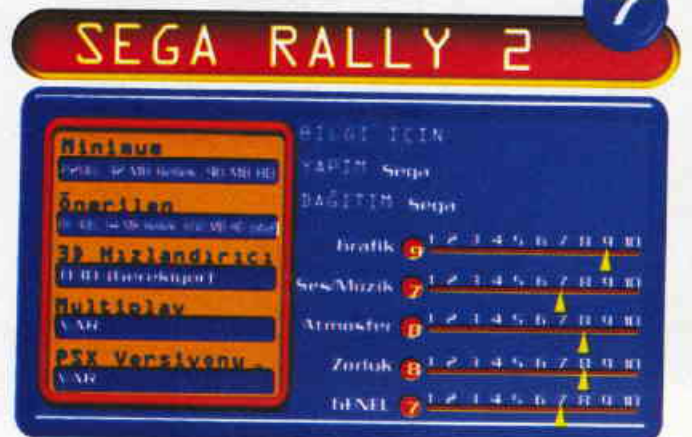 7
SEGA RALLY 2
Minimum
Önerilen
3D Hızlandırıcı
Multiplay
VAR
PSX Versiyonu
VAR
BİLGİ İÇİN
YAPIM Sega
DAĞITIM Sega
Grafik 9 1 2 3 4 5 6 7 8 9 10
Ses/Müzik 7 1 2 3 4 5 6 7 8 9 10
Atmosfer 8 1 2 3 4 5 6 7 8 9 10
Zorluk 8 1 2 3 4 5 6 7 8 9 10
GENEL 7 1 2 3 4 5 6 7 8 9 10